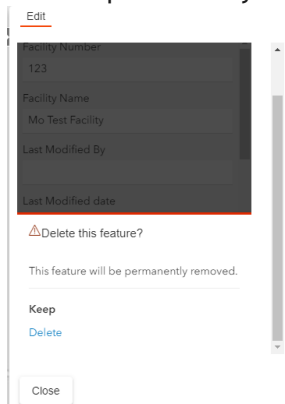 Edit
Facility Number
123
Facility Name
Mo Test Facility
Last Modified By
Last Modified date
Delete this feature?
This feature will be permanently removed.
Keep
Delete
Close